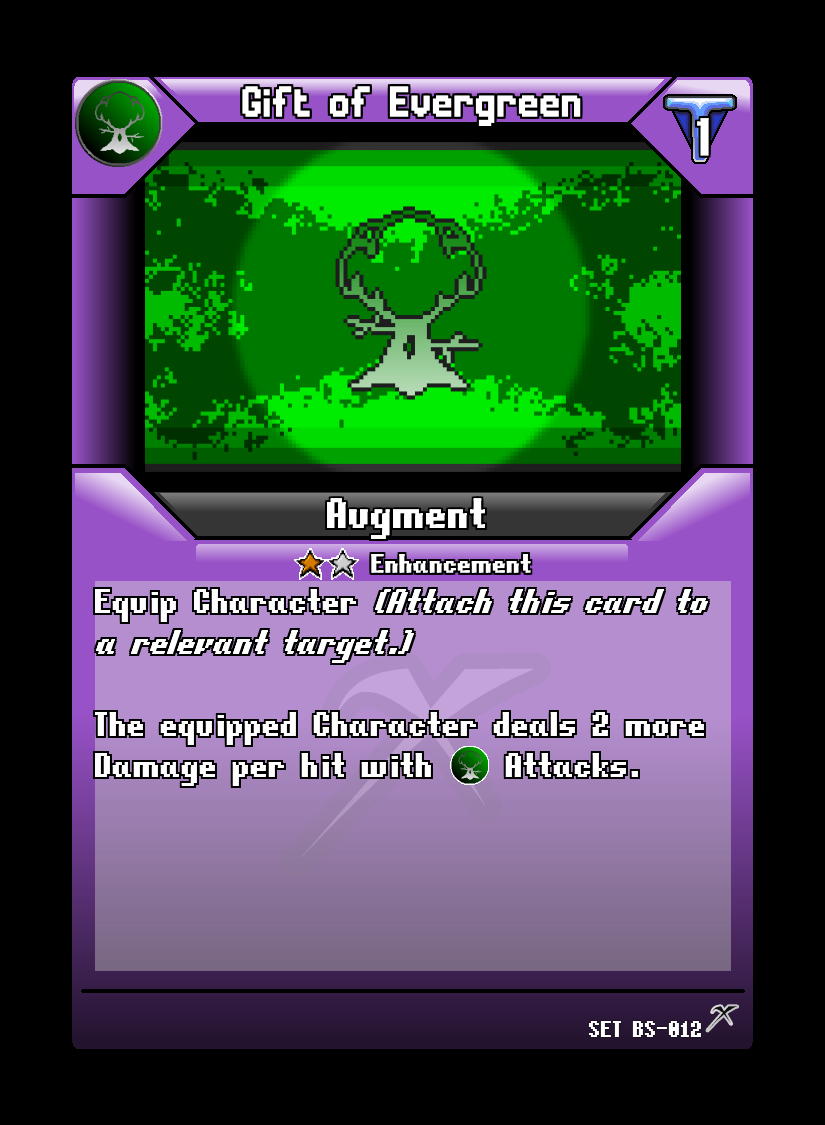 Gift of Evergreen
1
Augment
Enhancement
Equip Character (Attach this card to
a relevant target.)
The equipped Character deals 2 more
Damage per hit with Attacks.
SET BS-012